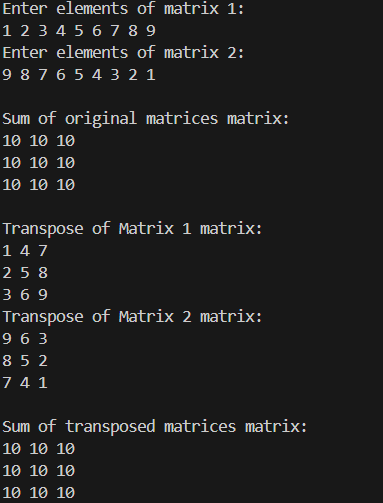 Enter elements of matrix 1:
1 2 3 4 5 6 7 8 9
Enter elements of matrix 2:
9 8 7 6 5 4 3 2 1
Sum of original matrices matrix:
10 10 10
10 10 10
10 10 10
Transpose of Matrix 1 matrix:
1 4 7
2 5 8
3 6 9
Transpose of Matrix 2 matrix:
9 6 3
8 5 2
7 4 1
Sum of transposed matrices matrix:
10 10 10
10 10 10
10 10 10